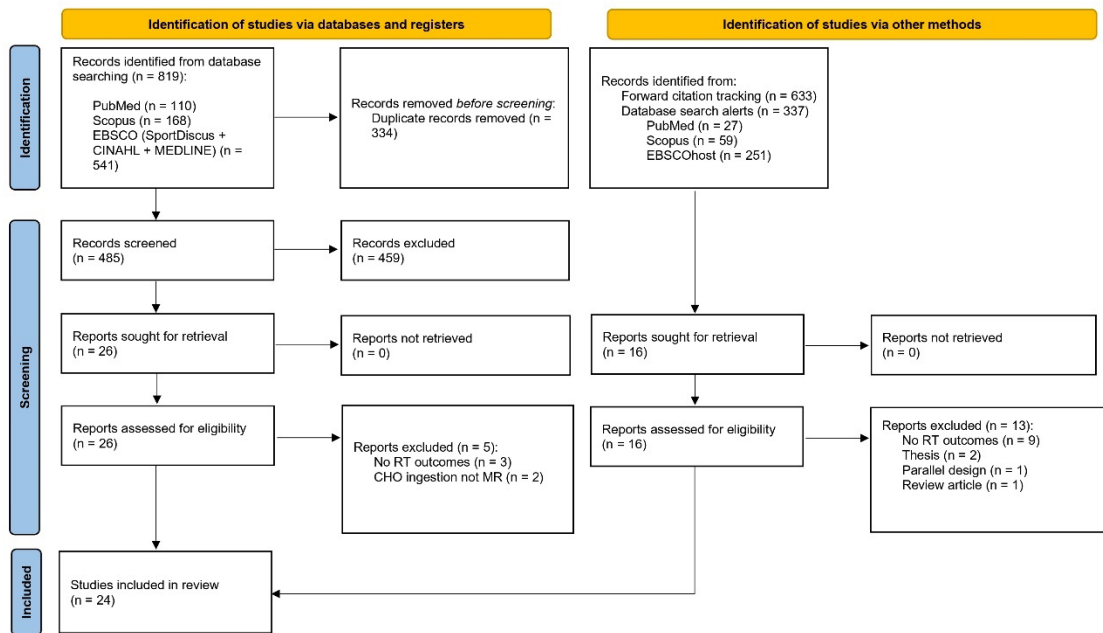 Identification of studies via databases and registers
Identification of studies via other methods
Identification
Records identified from database
searching (n = 819):
PubMed (n = 110)
Scopus (n = 168)
EBSCO (SportDiscus +
CINAHL + MEDLINE) (n =
541)
Records removed before screening:
Duplicate records removed (n =
334)
Records identified from:
Forward citation tracking (n = 633)
Database search alerts (n = 337)
PubMed (n = 27)
Scopus (n = 59)
EBSCOhost (n = 251)
Screening
Records screened
(n = 485)
Records excluded
(n = 459)
Reports sought for retrieval
(n = 26)
Reports not retrieved
(n = 0)
Reports sought for retrieval
(n = 16)
Reports not retrieved
(n = 0)
Reports assessed for eligibility
(n = 26)
Reports excluded (n = 5):
No RT outcomes (n = 3)
CHO ingestion not MR (n = 2)
Reports assessed for eligibility
(n = 16)
Reports excluded (n = 13):
No RT outcomes (n = 9)
Thesis (n = 2)
Parallel design (n = 1)
Review article (n = 1)
Included
Studies included in review
(n = 24)